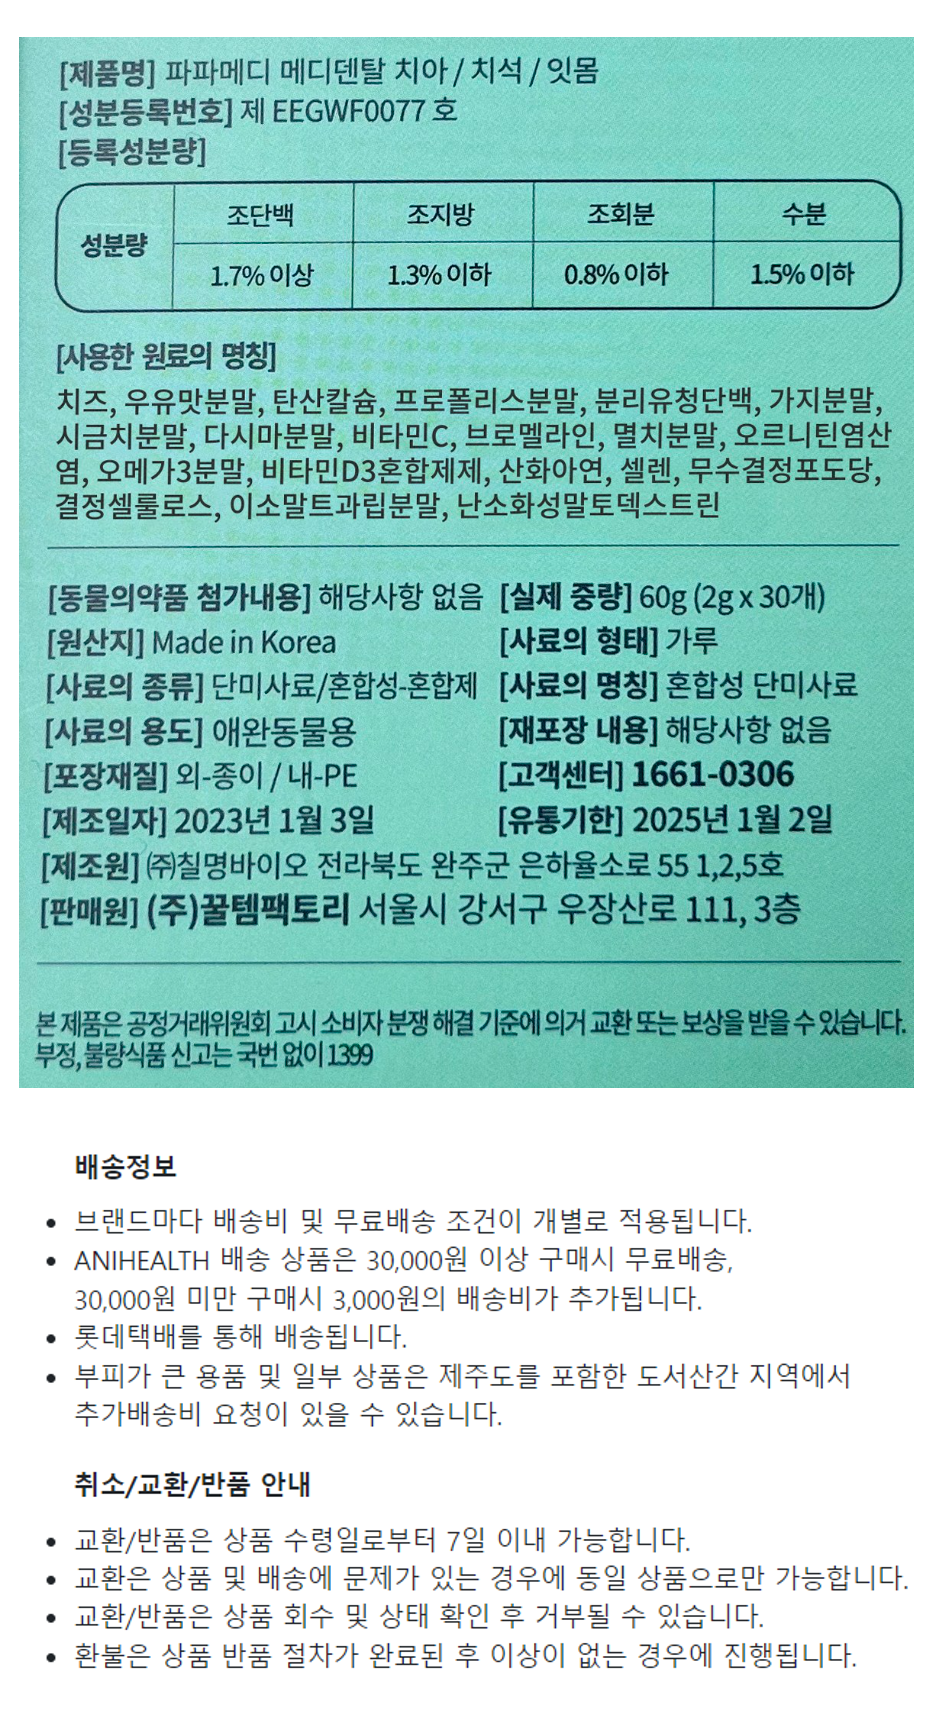 [제품명] 파파메디 메디덴탈 치아 / 치석 / 잇몸
[성분등록번호] 제 EEGWF0077 호
[등록성분량]
성분량 조단백 조지방 조회분 수분
1.7% 이상 1.3% 이하 0.8% 이하 1.5% 이하
[사용한 원료의 명칭]
치즈, 우유맛분말, 탄산칼슘, 프로폴리스분말, 분리유청단백, 가지분말,
시금치분말, 다시마분말, 비타민C, 브로멜라인, 멸치분말, 오르니틴염산
염, 오메가3분말, 비타민D3혼합제제, 산화아연, 셀렌, 무수결정포도당,
결정셀룰로스, 이소말트과립분말, 난소화성말토덱스트린
[동물의약품 첨가내용] 해당사항 없음 [실제 중량] 60g (2g x 30개)
[원산지] Made in Korea [사료의 형태] 가루
[사료의 종류] 단미사료/혼합성-혼합제 [사료의 명칭] 혼합성 단미사료
[사료의 용도] 애완동물용 [재포장 내용] 해당사항 없음
[포장재질] 외-종이 / 내-PE [고객센터] 1661-0306
[제조일자] 2023년 1월 3일 [유통기한] 2025년 1월 2일
[제조원] ㈜칠명바이오 전라북도 완주군 은하율소로 55 1,2,5호
[판매원] (주)꿀템팩토리 서울시 강서구 우장산로 111, 3층
본 제품은 공정거래위원회 고시 소비자 분쟁 해결 기준에 의거 교환 또는 보상을 받을 수 있습니다.
부정, 불량식품 신고는 국번 없이 1399
배송정보
• 브랜드마다 배송비 및 무료배송 조건이 개별로 적용됩니다.
• ANIHEALTH 배송 상품은 30,000원 이상 구매시 무료배송,
30,000원 미만 구매시 3,000원의 배송비가 추가됩니다.
• 롯데택배를 통해 배송됩니다.
• 부피가 큰 용품 및 일부 상품은 제주도를 포함한 도서산간 지역에서
추가배송비 요청이 있을 수 있습니다.
취소/교환/반품 안내
• 교환/반품은 상품 수령일로부터 7일 이내 가능합니다.
• 교환은 상품 및 배송에 문제가 있는 경우에 동일 상품으로만 가능합니다.
• 교환/반품은 상품 회수 및 상태 확인 후 거부될 수 있습니다.
• 환불은 상품 반품 절차가 완료된 후 이상이 없는 경우에 진행됩니다.